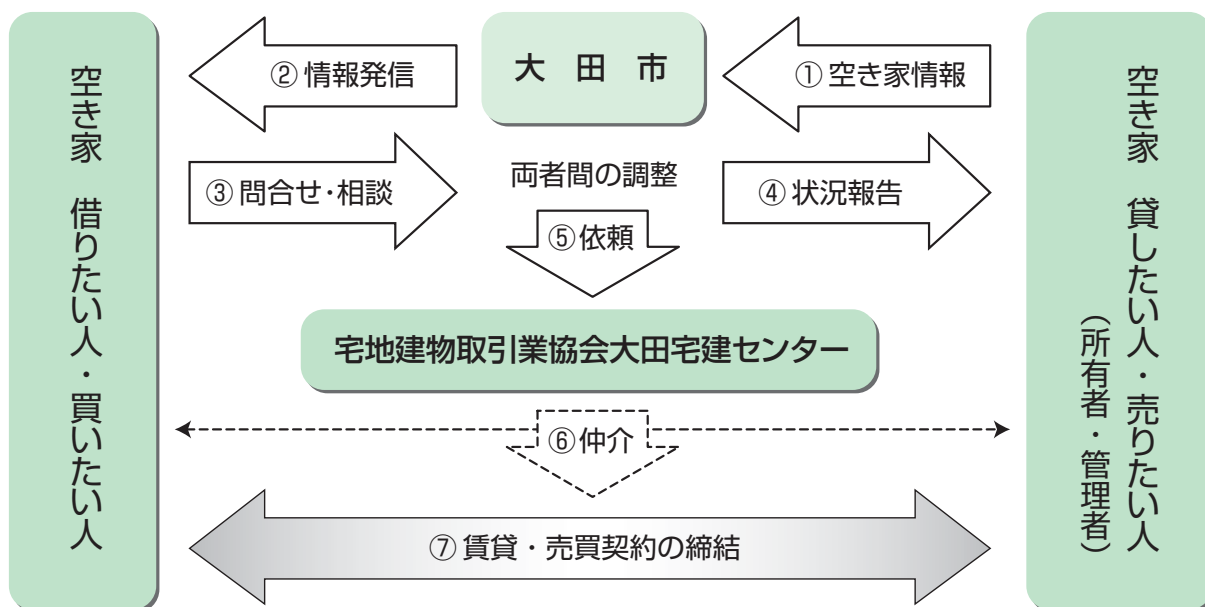 空き家　借りたい人・買いたい人
② 情報発信
大　田　市
① 空き家情報
③ 問合せ・相談
両者間の調整
④ 状況報告
⑤ 依頼
宅地建物取引業協会大田宅建センター
⑥ 仲介
⑦ 賃貸・売買契約の締結
空き家　貸したい人・売りたい人
（所有者・管理者）